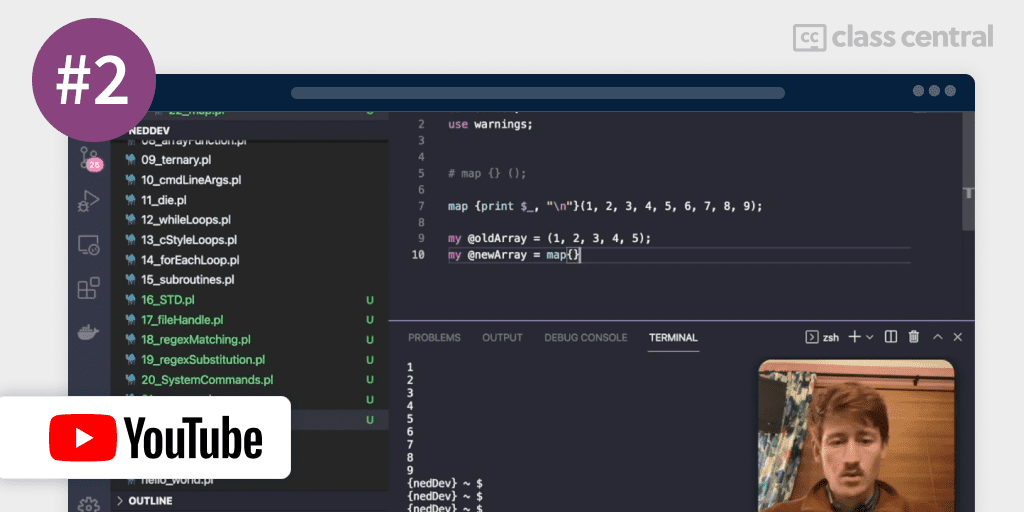 #2
cc class central
22_map.pl U
NEDDEV
08_arrayFunction.pl
09_ternary.pl
10_cmdLineArgs.pl
11_die.pl
12_whileLoops.pl
13_cStyleLoops.pl
14_forEachLoop.pl
15_subroutines.pl
16_STD.pl U
17_fileHandle.pl U
18_regexMatching.pl U
19_regexSubstitution.pl U
20_SystemCommands.pl U
U
U
hello_world.pl
OUTLINE
25
2 use warnings;
3
4
5 # map {} ();
6
7 map {print $_, "\n"}(1, 2, 3, 4, 5, 6, 7, 8, 9);
8
9 my @oldArray = (1, 2, 3, 4, 5);
10 my @newArray = map{}
PROBLEMS OUTPUT DEBUG CONSOLE TERMINAL zsh
1
2
3
4
5
6
7
8
9
{nedDev} ~ $
{nedDev} ~ $
{nedDev} ~ $
YouTube